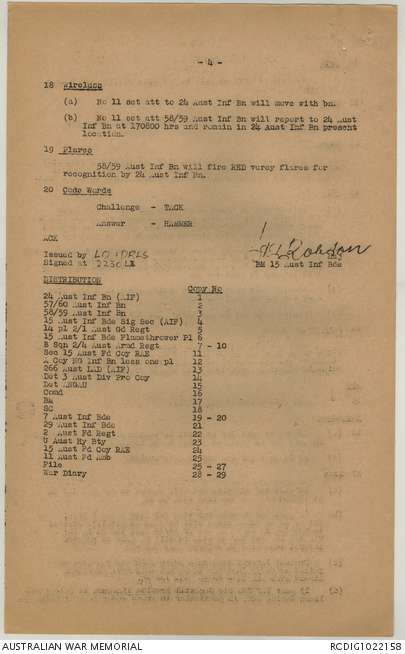 - 4 -
18 Wireless
(a) No 11 set att to 24 Aust Inf Bn will move with bn.
(b) No 11 set att 58/59 Aust Inf Bn will report to 24 Aust
Inf Bn at 170800 hrs and remain in 24 Aust Inf Bn present
location.
19 Flares
58/59 Aust Inf Bn will fire RED verey flares for
recognition by 24 Aust Inf Bn.
20 Code Words
Challenge - TACK
Answer - HAMMER
ACK
Issued by LO IDRLS
Signed at 2230 LX
Maj
BM 15 Aust Inf Bde
DISTRIBUTION
Copy No
24 Aust Inf Bn (AIF) 1
57/60 Aust Inf Bn 2
58/59 Aust Inf Bn 3
15 Aust Inf Bde Sig Sec (AIF) 4
14 pl 2/1 Aust Gd Regt 5
15 Aust Inf Bde Flamethrower Pl 6
B Sqn 2/4 Aust Armd Regt 7 - 10
Sec 15 Aust Fd Coy RAE 11
A Coy NG Inf Bn less one pl 12
266 Aust LAD (AIF) 13
Det 3 Aust Div Pro Coy 14
Det ANGAU 15
Comd 16
BM 17
SC 18
7 Aust Inf Bde 19 - 20
29 Aust Inf Bde 21
2 Aust Fd Regt 22
U Aust Hy Bty 23
15 Aust Fd Coy RAE 24
11 Aust Fd Amb 25
File 25 - 27
War Diary 28 - 29
AUSTRALIAN WAR MEMORIAL
RCDIG1022158